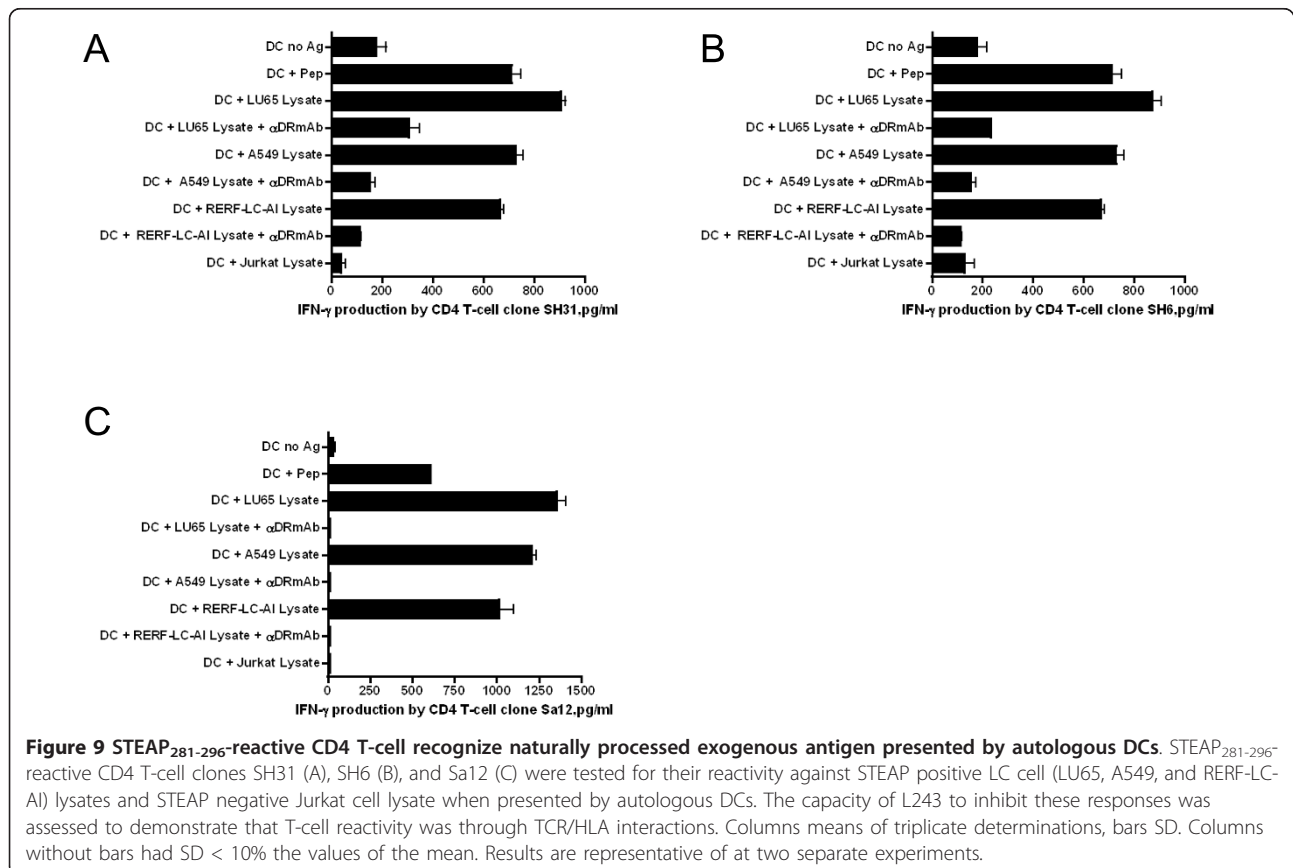 A
DC no Ag
DC + Pep
DC + LU65 Lysate
DC + LU65 Lysate + αDRmAb
DC + A549 Lysate
DC + A549 Lysate + αDRmAb
DC + RERF-LC-AI Lysate
DC + RERF-LC-AI Lysate + αDRmAb
DC + Jurkat Lysate
0 200 400 600 800 1000
IFN-γ production by CD4 T-cell clone SH31.pg/ml
B
DC no Ag
DC + Pep
DC + LU65 Lysate
DC + LU65 Lysate + αDRmAb
DC + A549 Lysate
DC + A549 Lysate + αDRmAb
DC + RERF-LC-AI Lysate
DC + RERF-LC-AI Lysate + αDRmAb
DC + Jurkat Lysate
0 200 400 600 800 1000
IFN-γ production by CD4 T-cell clone SH6.pg/ml
C
DC no Ag
DC + Pep
DC + LU65 Lysate
DC + LU65 Lysate + αDRmAb
DC + A549 Lysate
DC + A549 Lysate + αDRmAb
DC + RERF-LC-AI Lysate
DC + RERF-LC-AI Lysate + αDRmAb
DC + Jurkat Lysate
0 250 500 750 1000 1250 1500
IFN-γ production by CD4 T-cell clone Sa12.pg/ml
Figure 9 STEAP281-296-reactive CD4 T-cell recognize naturally processed exogenous antigen presented by autologous DCs. STEAP281-296-
reactive CD4 T-cell clones SH31 (A), SH6 (B), and Sa12 (C) were tested for their reactivity against STEAP positive LC cell (LU65, A549, and RERF-LC-
AI) lysates and STEAP negative Jurkat cell lysate when presented by autologous DCs. The capacity of L243 to inhibit these responses was
assessed to demonstrate that T-cell reactivity was through TCR/HLA interactions. Columns means of triplicate determinations, bars SD. Columns
without bars had SD < 10% the values of the mean. Results are representative of at two separate experiments.